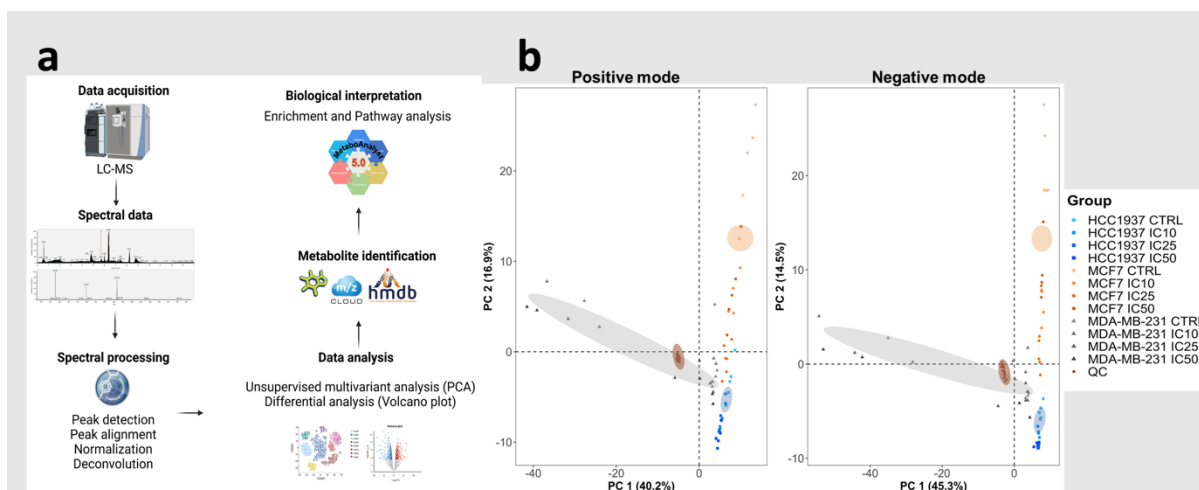 a
Data acquisition
LC-MS
Spectral data
Spectral processing
Peak detection
Peak alignment
Normalization
Deconvolution
Biological interpretation
Enrichment and Pathway analysis
MetaboAnalyst
5.0
Metabolite identification
m/z
CLOUD
hmdb
Data analysis
Unsupervised multivariant analysis (PCA)
Differential analysis (Volcano plot)
Volcano plot
b
Positive mode
PC 2 (16.9%)
20
10
0
-10
-40
-20
0
PC 1 (40.2%)
Negative mode
PC 2 (14.5%)
20
10
0
-10
-40
-20
0
PC 1 (45.3%)
Group
HCC1937 CTRL
HCC1937 IC10
HCC1937 IC25
HCC1937 IC50
MCF7 CTRL
MCF7 IC10
MCF7 IC25
MCF7 IC50
MDA-MB-231 CTRL
MDA-MB-231 IC10
MDA-MB-231 IC25
MDA-MB-231 IC50
QC